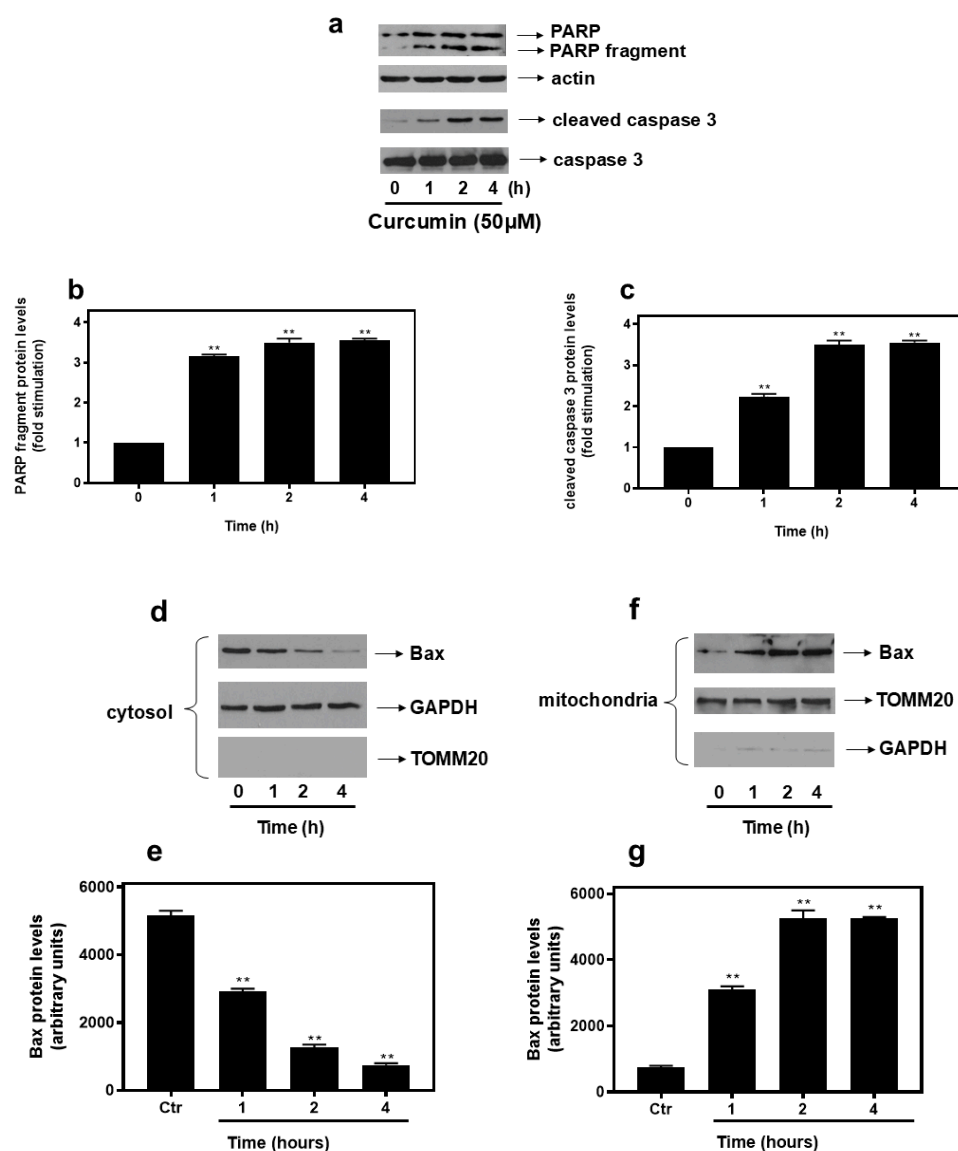 a
PARP
PARP fragment
actin
cleaved caspase 3
caspase 3
0 1 2 4 (h)
Curcumin (50µM)
b
PARP fragment protein levels
(fold stimulation)
4
3
2
1
0
** ** **
0 1 2 4
Time (h)
c
cleaved caspase 3 protein levels
(fold stimulation)
4
3
2
1
0
** ** **
0 1 2 4
Time (h)
d
cytosol
Bax
GAPDH
TOMM20
0 1 2 4
Time (h)
f
mitochondria
Bax
TOMM20
GAPDH
0 1 2 4
Time (h)
e
Bax protein levels
(arbitrary units)
6000
4000
2000
0
** ** **
Ctr 1 2 4
Time (hours)
g
Bax protein levels
(arbitrary units)
6000
4000
2000
0
** ** **
Ctr 1 2 4
Time (hours)